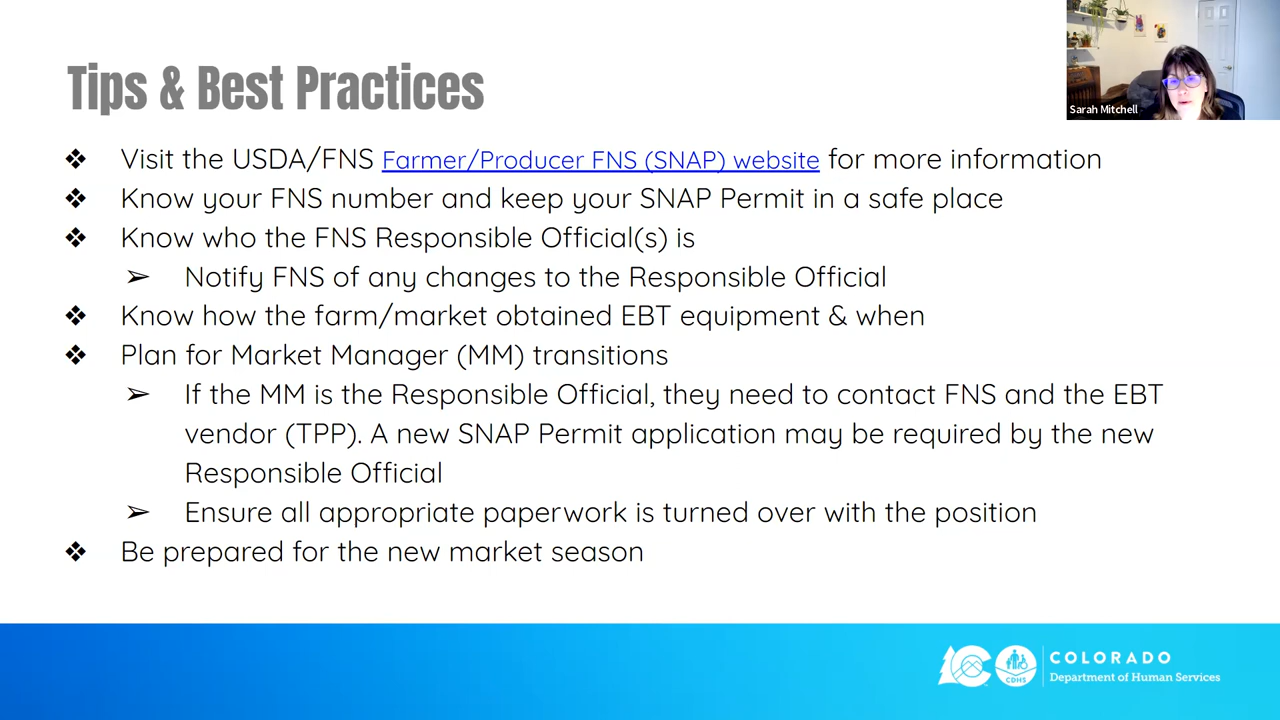 Tips & Best Practices
Sarah Mitchell
❖ Visit the USDA/FNS Farmer/Producer FNS (SNAP) website for more information
❖ Know your FNS number and keep your SNAP Permit in a safe place
❖ Know who the FNS Responsible Official(s) is
➢ Notify FNS of any changes to the Responsible Official
❖ Know how the farm/market obtained EBT equipment & when
❖ Plan for Market Manager (MM) transitions
➢ If the MM is the Responsible Official, they need to contact FNS and the EBT
vendor (TPP). A new SNAP Permit application may be required by the new
Responsible Official
➢ Ensure all appropriate paperwork is turned over with the position
❖ Be prepared for the new market season
CDHS
COLORADO
Department of Human Services